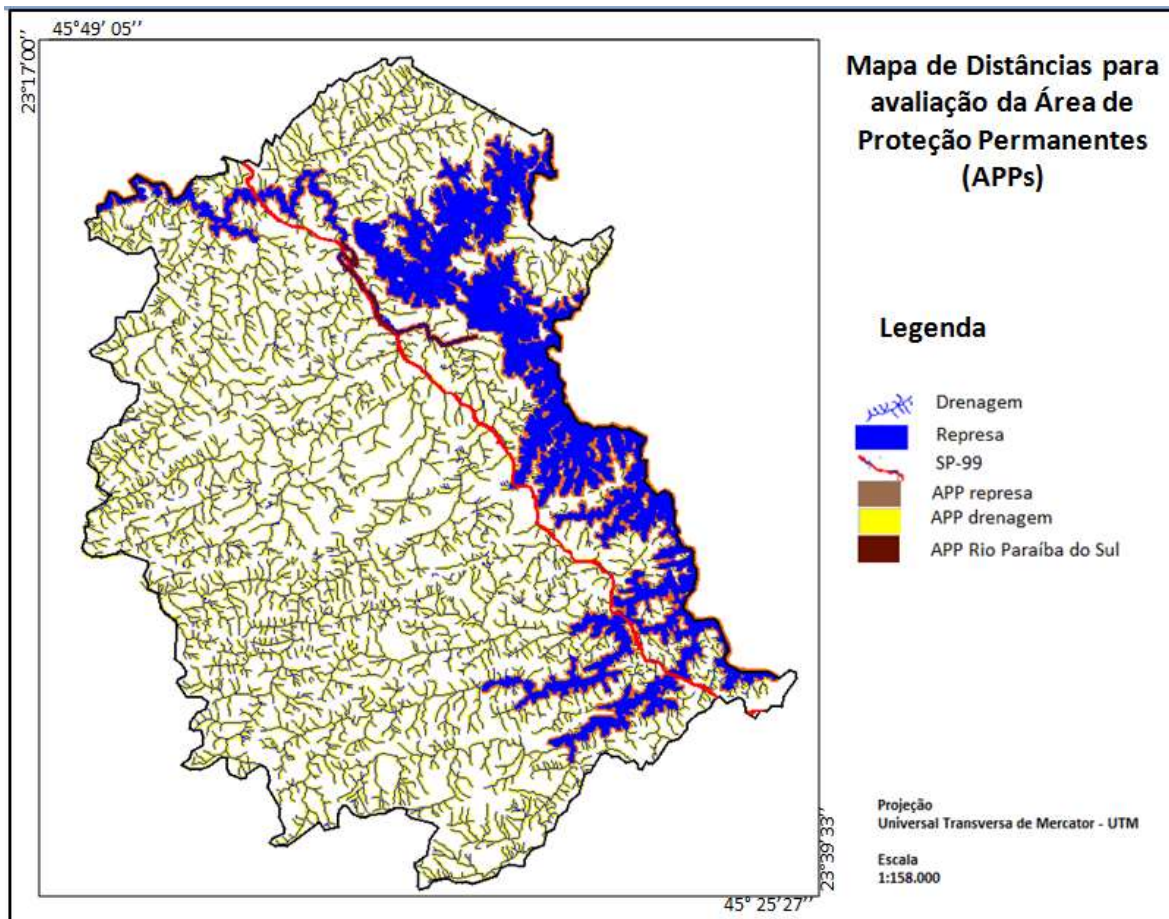 45°49’ 05’’
23°17’00’’
Mapa de Distâncias para
avaliação da Área de
Proteção Permanentes
(APPs)
Legenda
Drenagem
Represa
SP-99
APP represa
APP drenagem
APP Rio Paraíba do Sul
Projeção
Universal Transversa de Mercator - UTM
Escala
1:158.000
23°39’33’’
45° 25’27’’